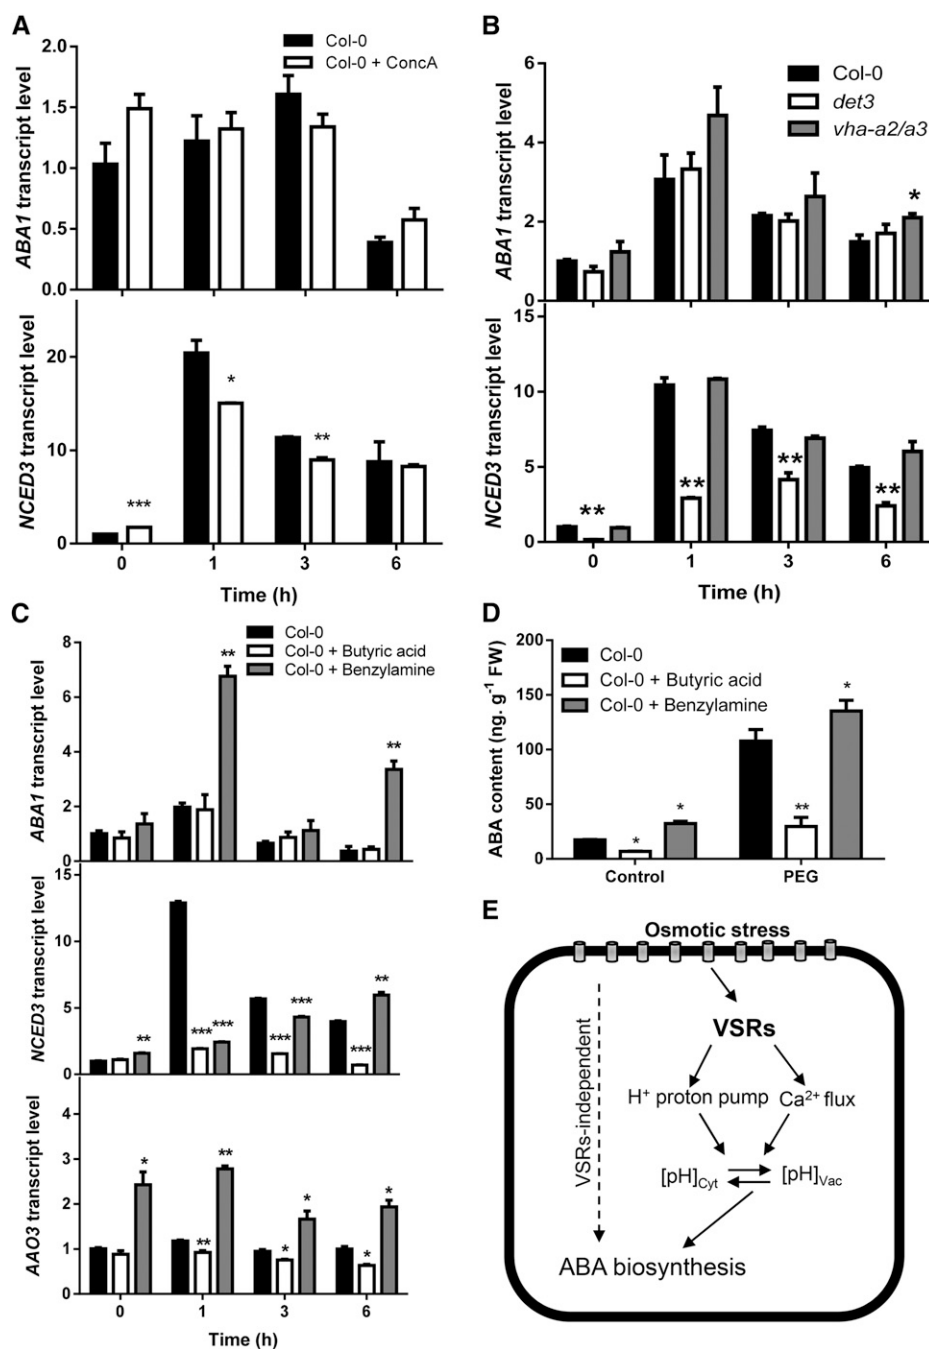 A
Col-0
Col-0 + ConcA
ABA1 transcript level
2.0
1.5
1.0
0.5
0.0
*
**
***
NCED3 transcript level
20
10
0
0 1 3 6
Time (h)
B
Col-0
det3
vha-a2/a3
ABA1 transcript level
6
4
2
0
*
NCED3 transcript level
15
10
5
0
** ** ** **
0 1 3 6
Time (h)
C
Col-0
Col-0 + Butyric acid
Col-0 + Benzylamine
ABA1 transcript level
8
6
4
2
0
** **
NCED3 transcript level
15
10
5
0
** *** *** *** *** *** **
AAO3 transcript level
4
3
2
1
0
* ** ** * * * *
0 1 3 6
Time (h)
D
Col-0
Col-0 + Butyric acid
Col-0 + Benzylamine
ABA content (ng. g-1 FW)
200
150
100
50
0
* * ** *
Control PEG
E
Osmotic stress
VSRs
VSRs-independent
H+ proton pump Ca2+ flux
[pH]Cyt [pH]Vac
ABA biosynthesis